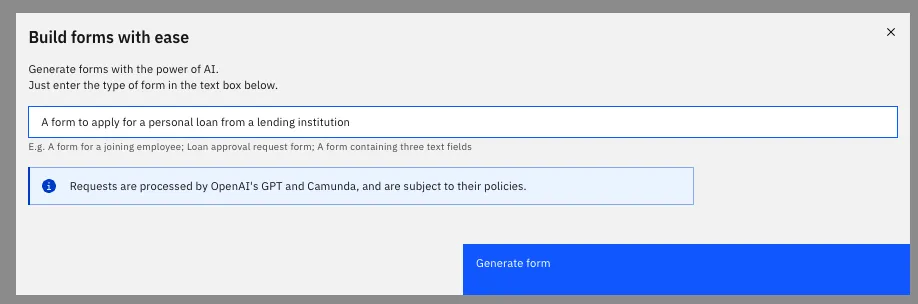 Build forms with ease
Generate forms with the power of AI.
Just enter the type of form in the text box below.
A form to apply for a personal loan from a lending institution
E.g. A form for a joining employee; Loan approval request form; A form containing three text fields
Requests are processed by OpenAI's GPT and Camunda, and are subject to their policies.
Generate form